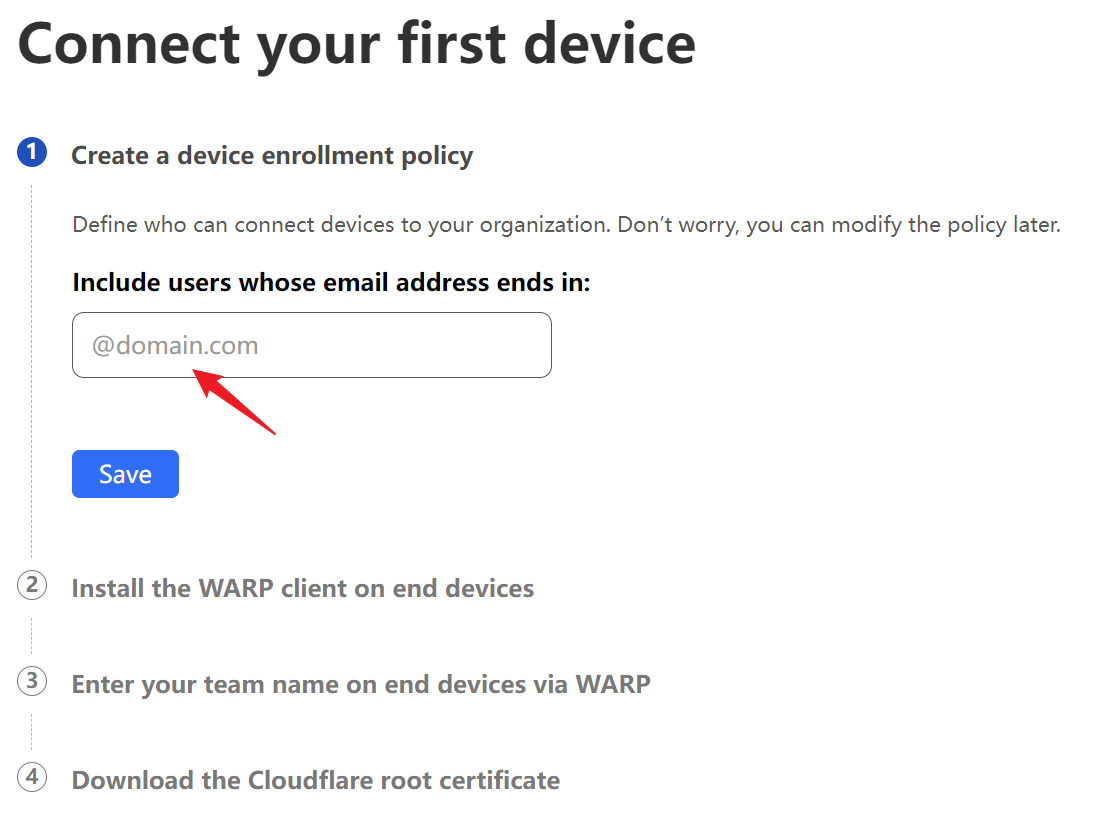 Connect your first device
1 Create a device enrollment policy
Define who can connect devices to your organization. Don’t worry, you can modify the policy later.
Include users whose email address ends in:
@domain.com
Save
2 Install the WARP client on end devices
3 Enter your team name on end devices via WARP
4 Download the Cloudflare root certificate